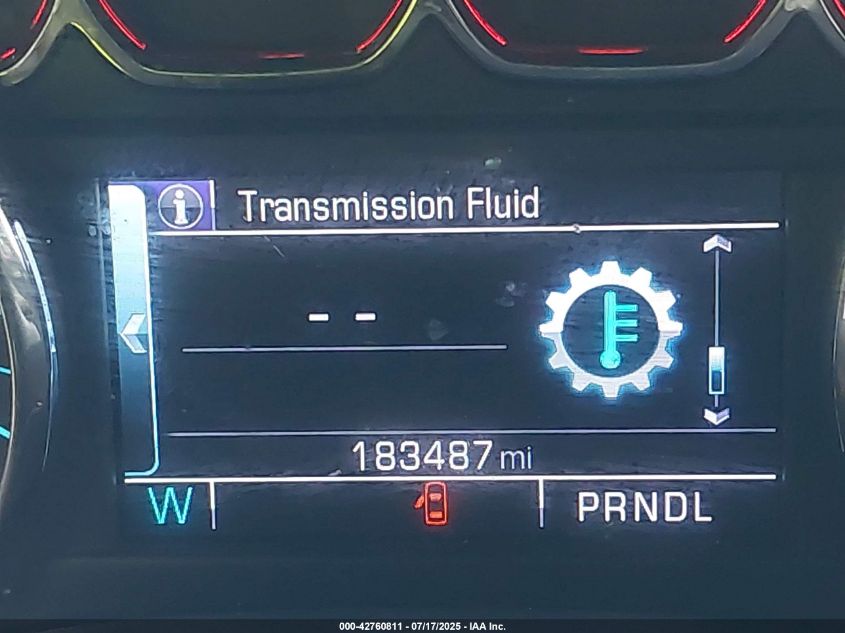 i Transmission Fluid
- -
183487 mi
W PRNDL
000-42760811 - 07/17/2025 - IAA Inc.